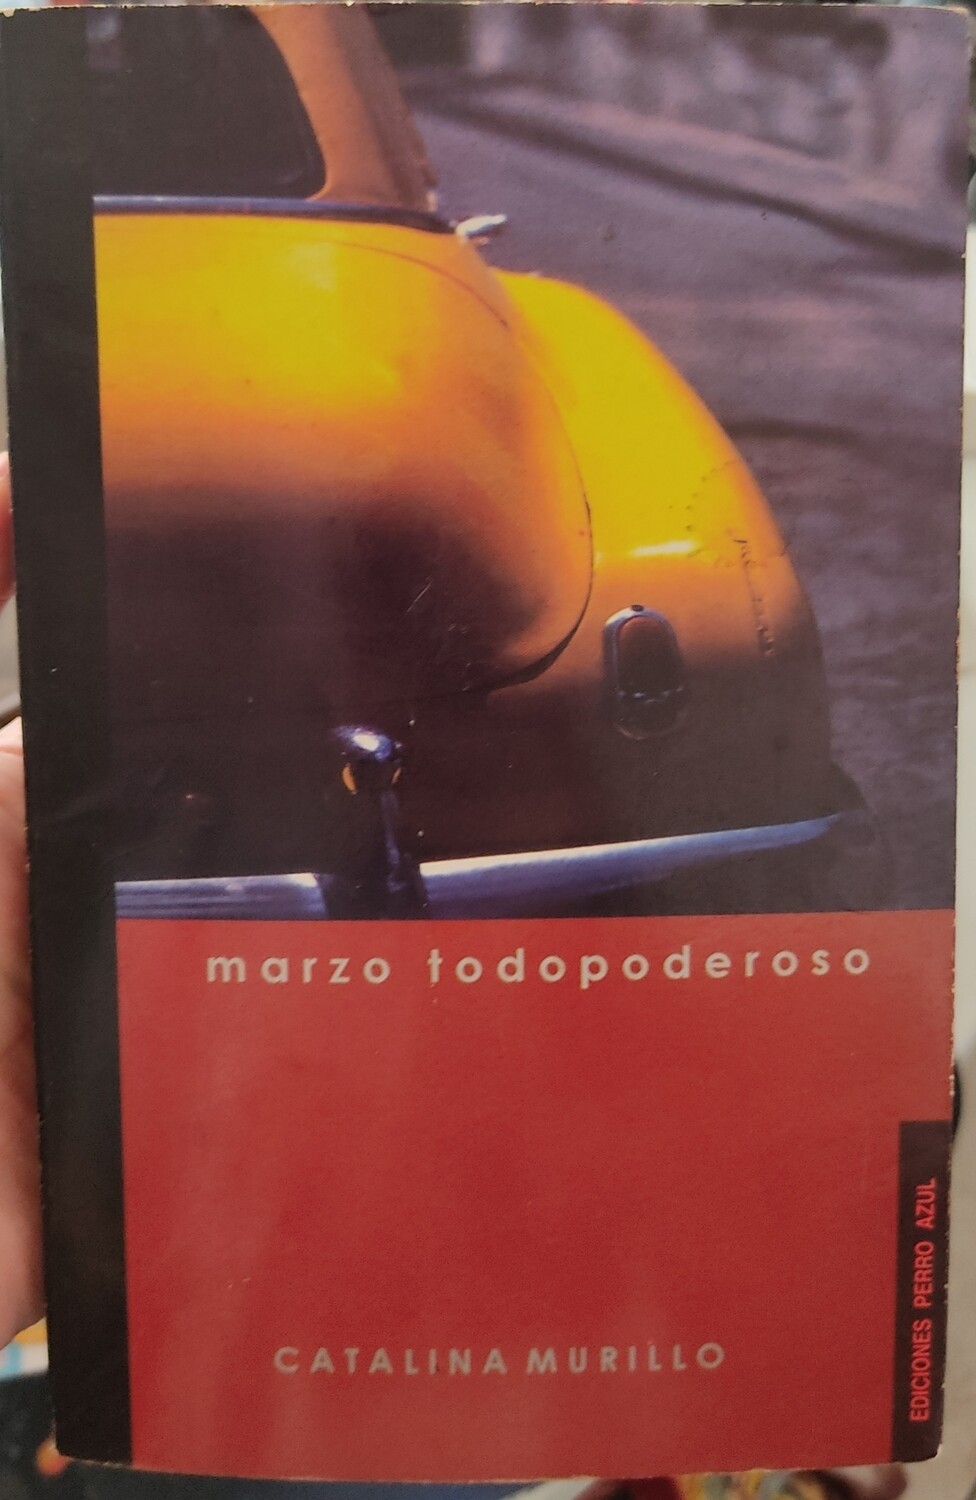 marzo todopoderoso
CATALINA MURILLO
EDICIONES PERRO AZUL